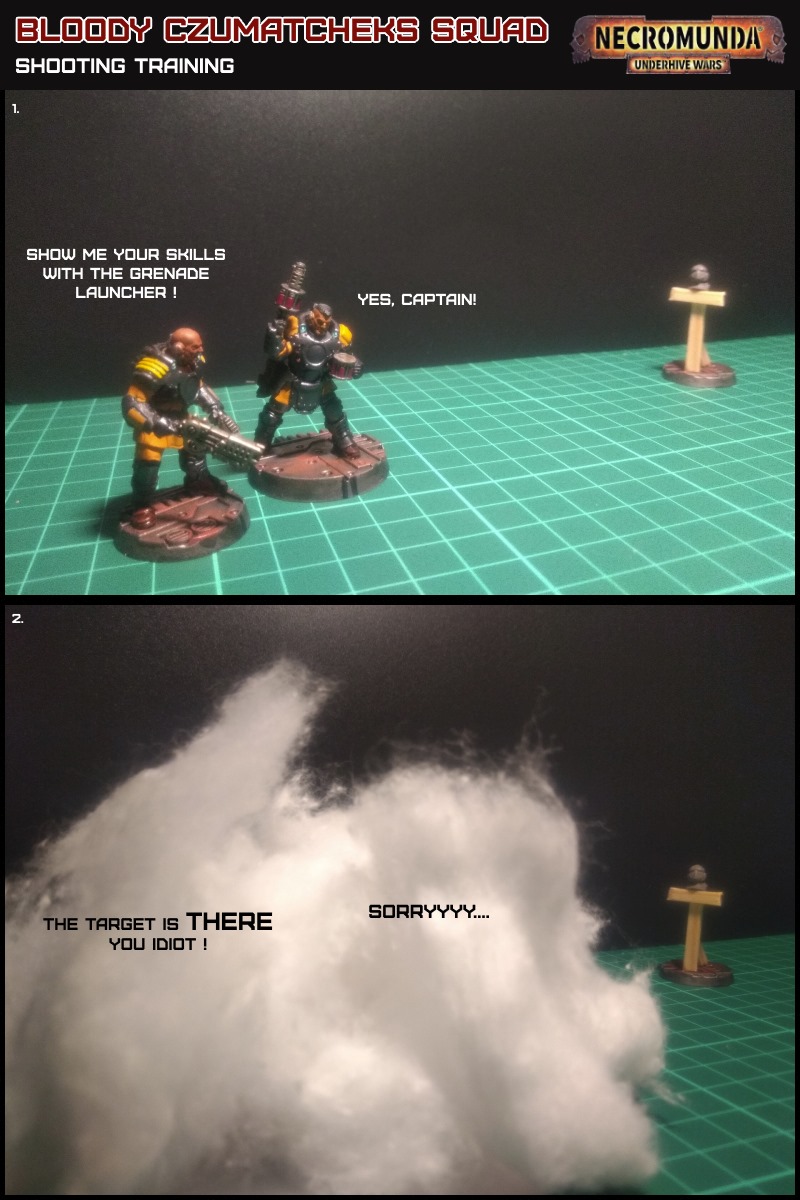 BLOODY CZUMATCHEKS SQUAD
SHOOTING TRAINING
NECROMUNDA
UNDERHIVE WARS
1.
SHOW ME YOUR SKILLS
WITH THE GRENADE
LAUNCHER !
YES, CAPTAIN!
2.
THE TARGET IS THERE
YOU IDIOT !
SORRYYYY....